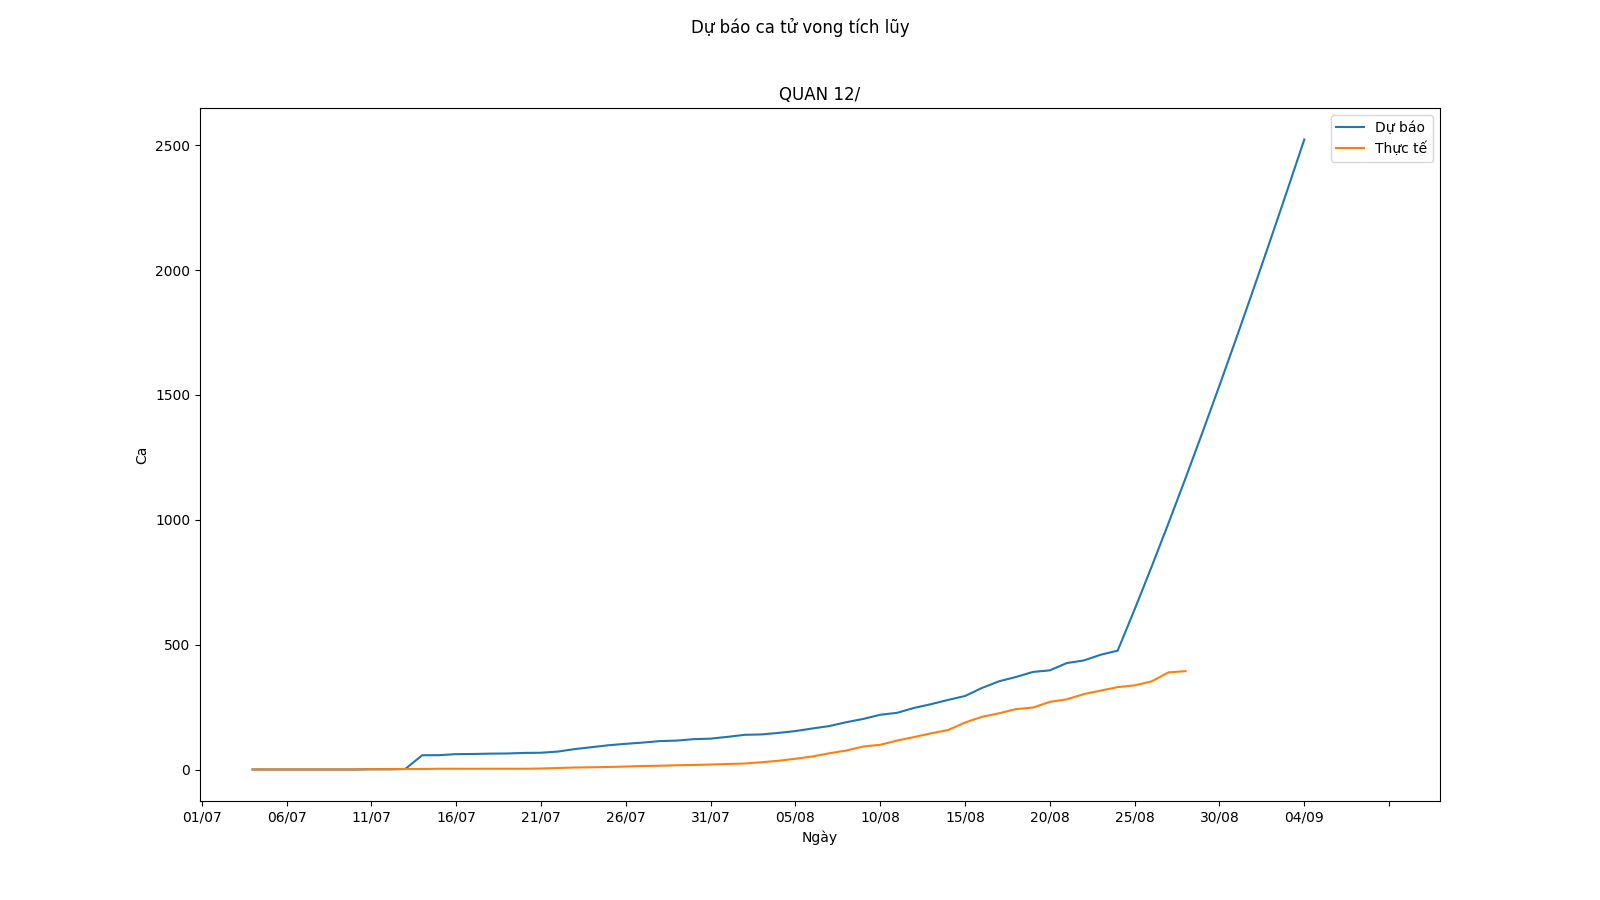 Dự báo ca tử vong tích lũy
QUAN 12/
Dự báo
Thực tế
2500
2000
1500
1000
500
0
Ca
01/07 06/07 11/07 16/07 21/07 26/07 31/07 05/08 10/08 15/08 20/08 25/08 30/08 04/09
Ngày